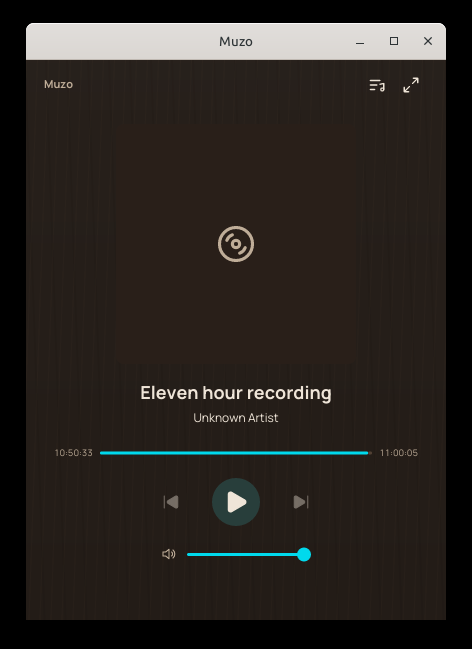 Muzo
Muzo
Eleven hour recording
Unknown Artist
10:50:33
11:00:05